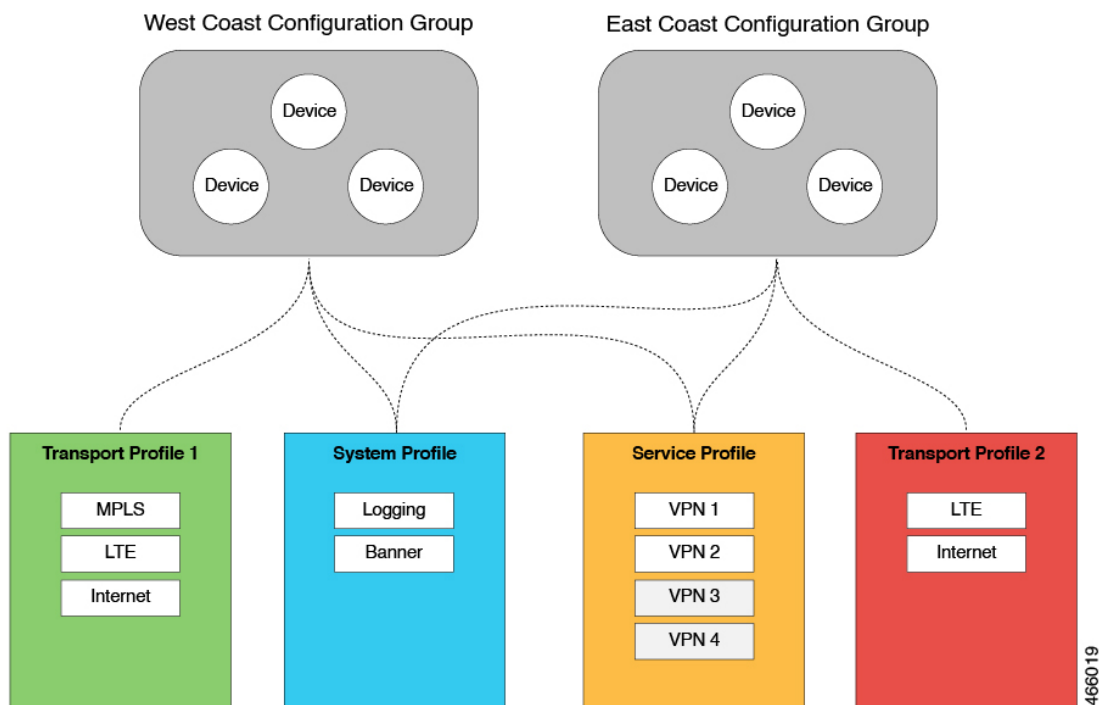 West Coast Configuration Group
East Coast Configuration Group
Device
Device
Device
Device
Device
Device
Transport Profile 1
MPLS
LTE
Internet
System Profile
Logging
Banner
Service Profile
VPN 1
VPN 2
VPN 3
VPN 4
Transport Profile 2
LTE
Internet
466019